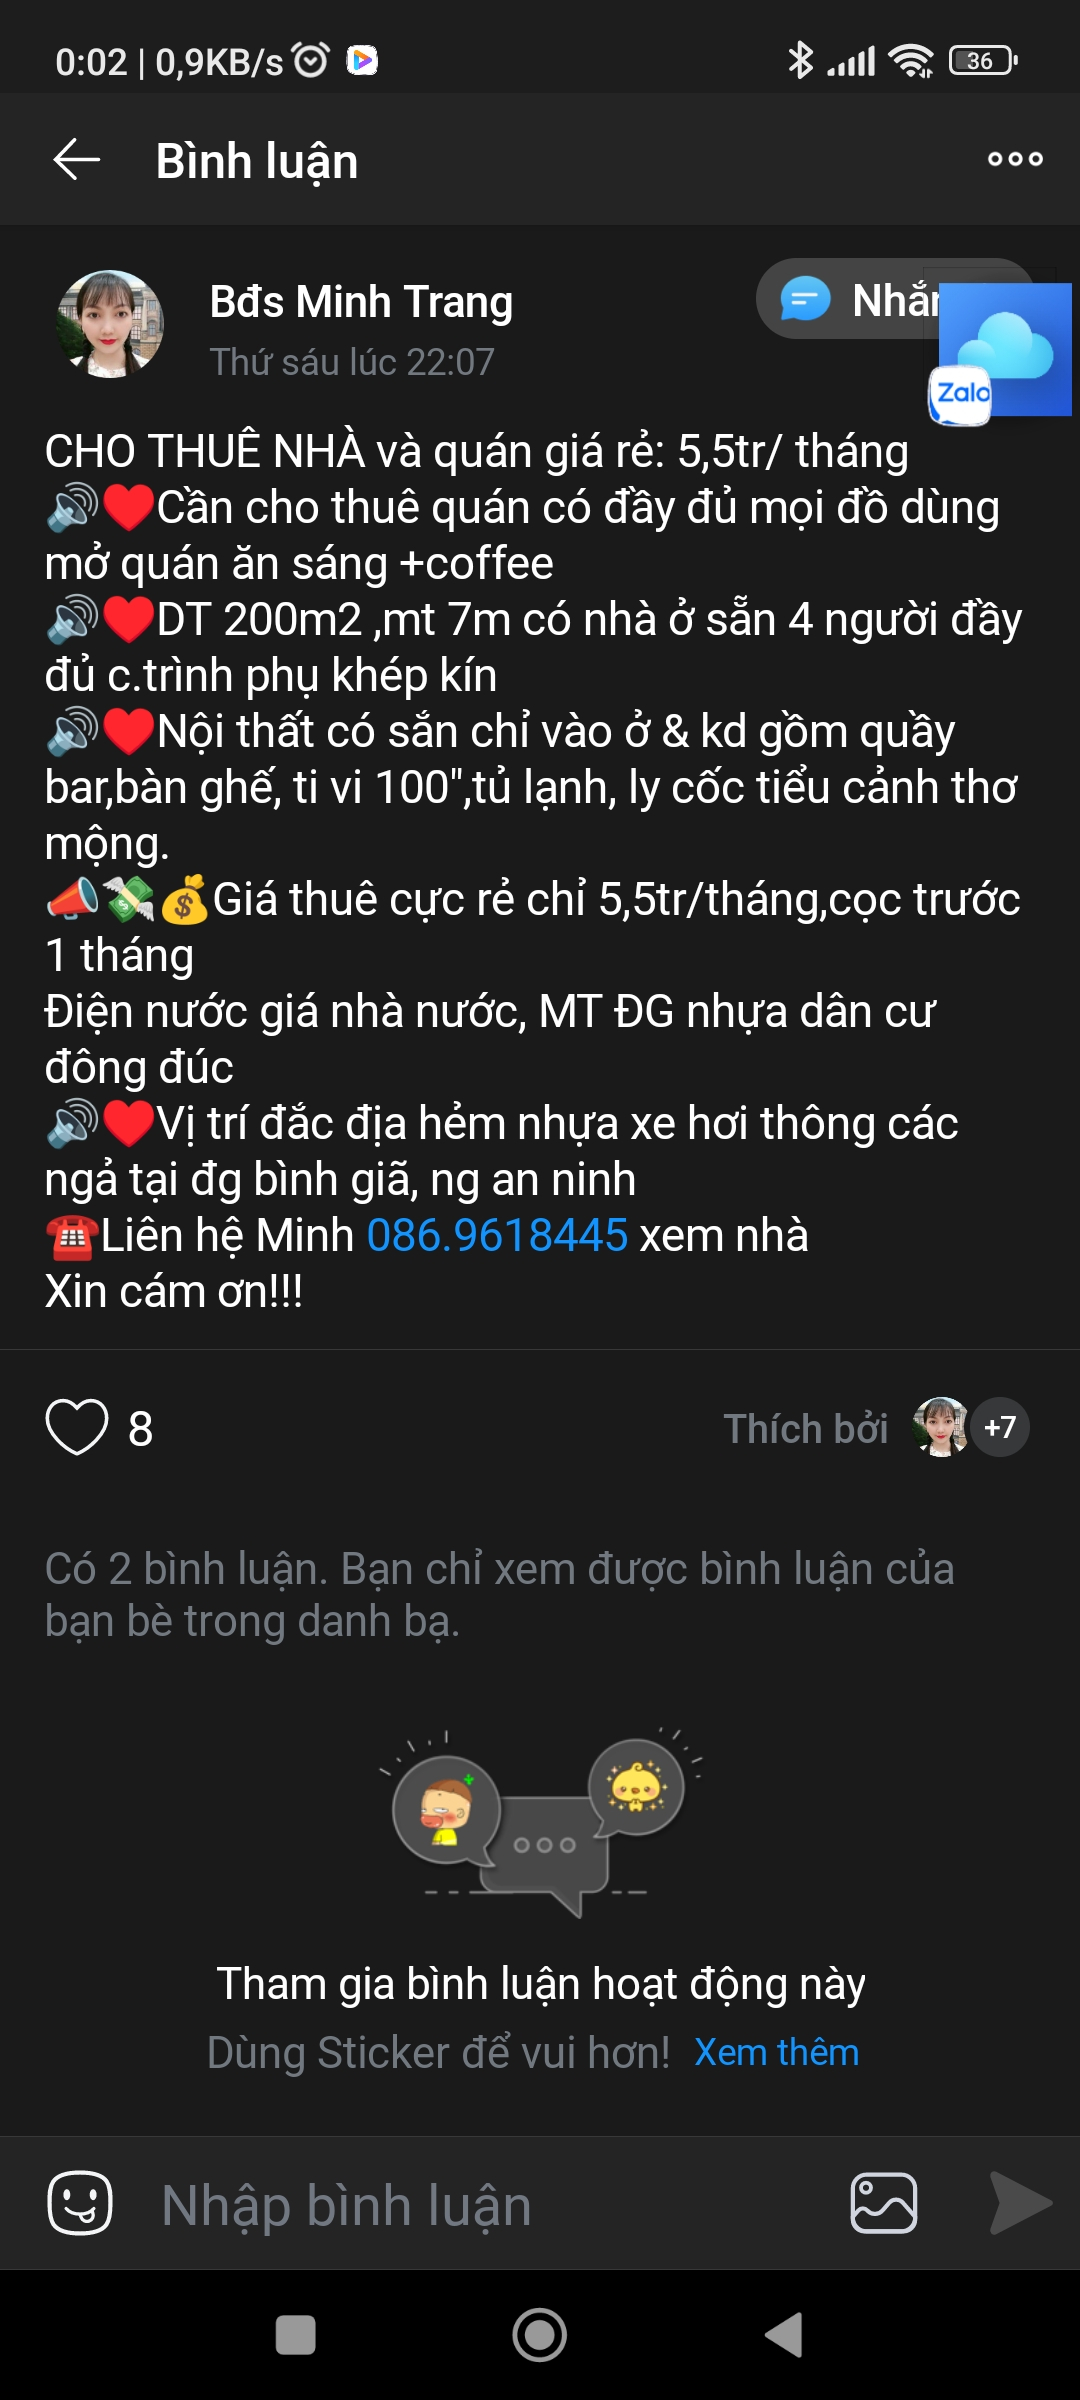 0:02 | 0,9KB/s
36
Bình luận
Bđs Minh Trang
Thứ sáu lúc 22:07
Zalo
CHO THUÊ NHÀ và quán giá rẻ: 5,5tr/ tháng
🔊♥️Cần cho thuê quán có đầy đủ mọi đồ dùng
mở quán ăn sáng +coffee
🔊♥️DT 200m2 ,mt 7m có nhà ở sẵn 4 người đầy
đủ c.trình phụ khép kín
🔊♥️Nội thất có sắn chỉ vào ở & kd gồm quầy
bar,bàn ghế, ti vi 100",tủ lạnh, ly cốc tiểu cảnh thơ
mộng.
📣💸💰Giá thuê cực rẻ chỉ 5,5tr/tháng,cọc trước
1 tháng
Điện nước giá nhà nước, MT ĐG nhựa dân cư
đông đúc
🔊♥️Vị trí đắc địa hẻm nhựa xe hơi thông các
ngả tại đg bình giã, ng an ninh
☎️Liên hệ Minh 086.9618445 xem nhà
Xin cám ơn!!!
8
Thích bởi
+7
Có 2 bình luận. Bạn chỉ xem được bình luận của
bạn bè trong danh bạ.
Tham gia bình luận hoạt động này
Dùng Sticker để vui hơn! Xem thêm
Nhập bình luận